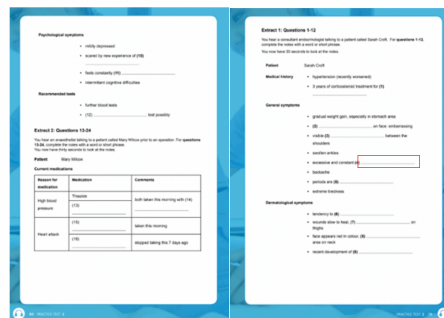 Psychological symptoms
• mildly depressed
• scared by new experience of (10)
• feels constantly (11)
• intermittent cognitive difficulties
Recommended tests
• further blood tests
• (12) test possibly
Extract 2: Questions 13-24
You hear an anaesthetist talking to a patient called Mary Wilcox prior to an operation. For questions
13-24, complete the notes with a word or short phrase.
You now have thirty seconds to look at the notes.
Patient Mary Wilcox
Current medications
Reason for medication Medication Comments
High blood pressure Thiazide both taken this morning with (14)
(13)
Heart attack (15) taken this morning
(16) stopped taking this 7 days ago
PRACTICE TEST 1
Extract 1: Questions 1-12
You hear a consultant endocrinologist talking to a patient called Sarah Croft. For questions 1-12,
complete the notes with a word or short phrase.
You now have 30 seconds to look at the notes.
Patient Sarah Croft
Medical history • hypertension (recently worsened)
• 3 years of corticosteroid treatment for (1)
General symptoms
• gradual weight gain, especially in stomach area
• (2) on face: embarrassing
• visible (3) between the
shoulders
• swollen ankles
• excessive and constant
• backache
• periods are (5)
• extreme tiredness
Dermatological symptoms
• tendency to (6)
• wounds slow to heal, (7) on
thighs
• face appears red in colour, (8)
area on neck
• recent development of (9)
PRACTICE TEST 1